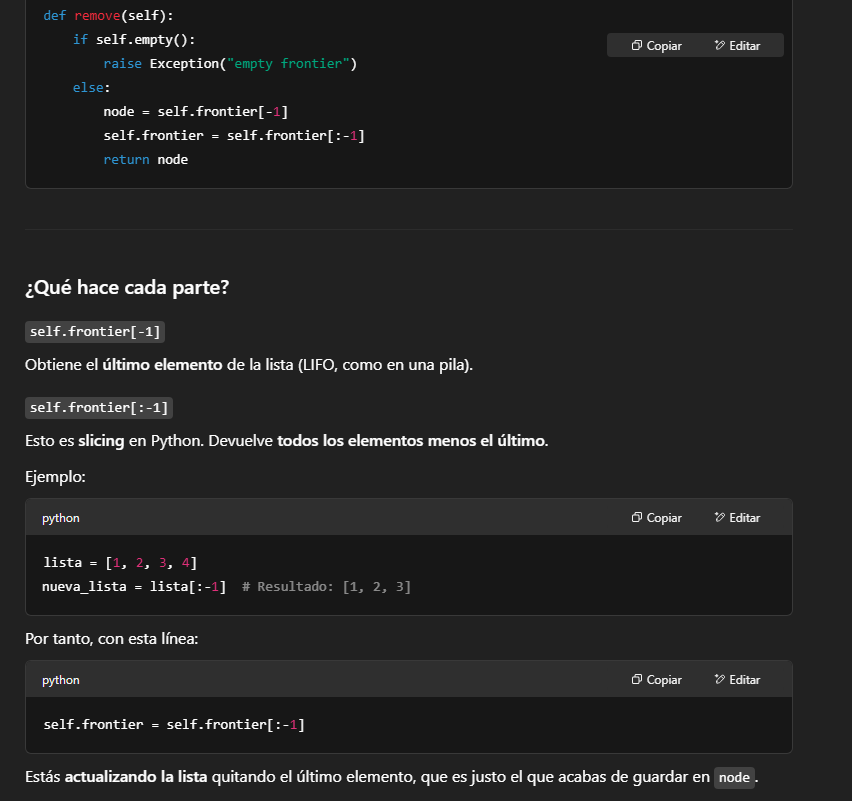 def remove(self):
if self.empty():
Copiar Editar
raise Exception("empty frontier")
else:
node = self.frontier[-1]
self.frontier = self.frontier[:-1]
return node
¿Qué hace cada parte?
self.frontier[-1]
Obtiene el último elemento de la lista (LIFO, como en una pila).
self.frontier[:-1]
Esto es slicing en Python. Devuelve todos los elementos menos el último.
Ejemplo:
python Copiar Editar
lista = [1, 2, 3, 4]
nueva_lista = lista[:-1]  # Resultado: [1, 2, 3]
Por tanto, con esta línea:
python Copiar Editar
self.frontier = self.frontier[:-1]
Estás actualizando la lista quitando el último elemento, que es justo el que acabas de guardar en node.